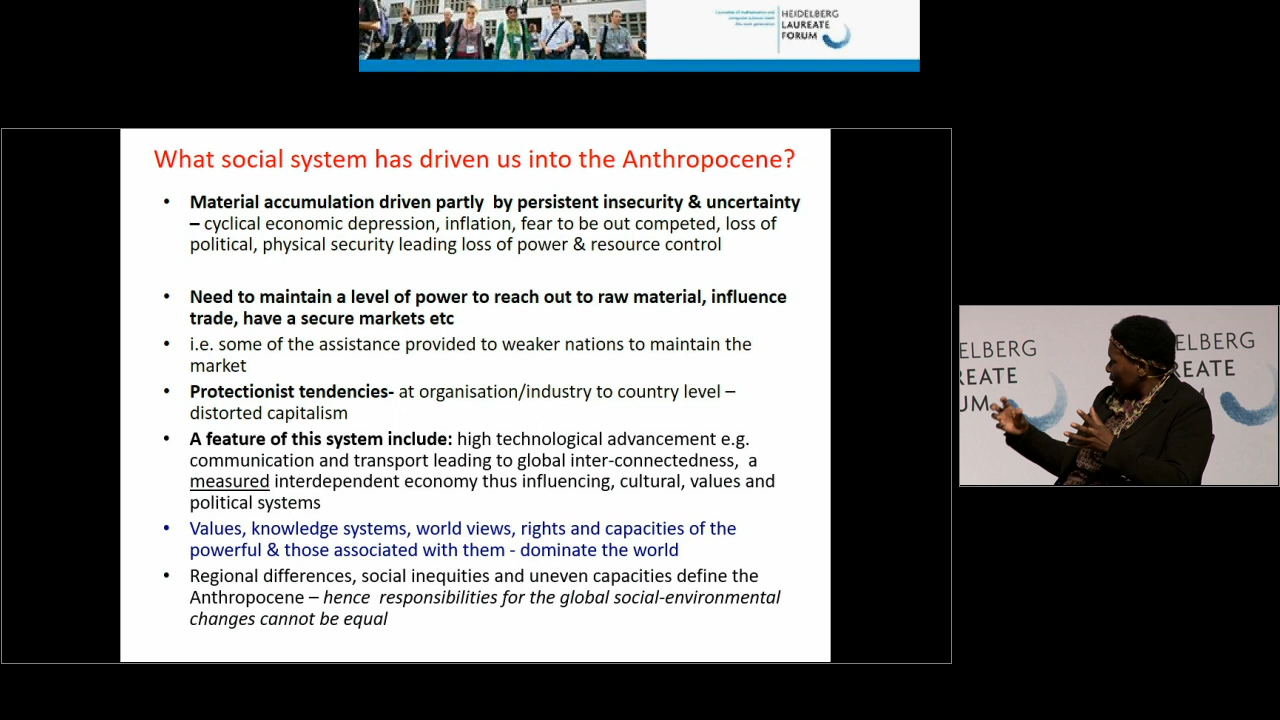 HEIDELBERG
LAUREATE
FORUM
What social system has driven us into the Anthropocene?
• Material accumulation driven partly by persistent insecurity & uncertainty
– cyclical economic depression, inflation, fear to be out competed, loss of
political, physical security leading loss of power & resource control
• Need to maintain a level of power to reach out to raw material, influence
trade, have a secure markets etc
• i.e. some of the assistance provided to weaker nations to maintain the
market
• Protectionist tendencies- at organisation/industry to country level –
distorted capitalism
• A feature of this system include: high technological advancement e.g.
communication and transport leading to global inter-connectedness, a
measured interdependent economy thus influencing, cultural, values and
political systems
• Values, knowledge systems, world views, rights and capacities of the
powerful & those associated with them - dominate the world
• Regional differences, social inequities and uneven capacities define the
Anthropocene – hence responsibilities for the global social-environmental
changes cannot be equal
ELBERG
REATE
UM
ELBERG
REATE